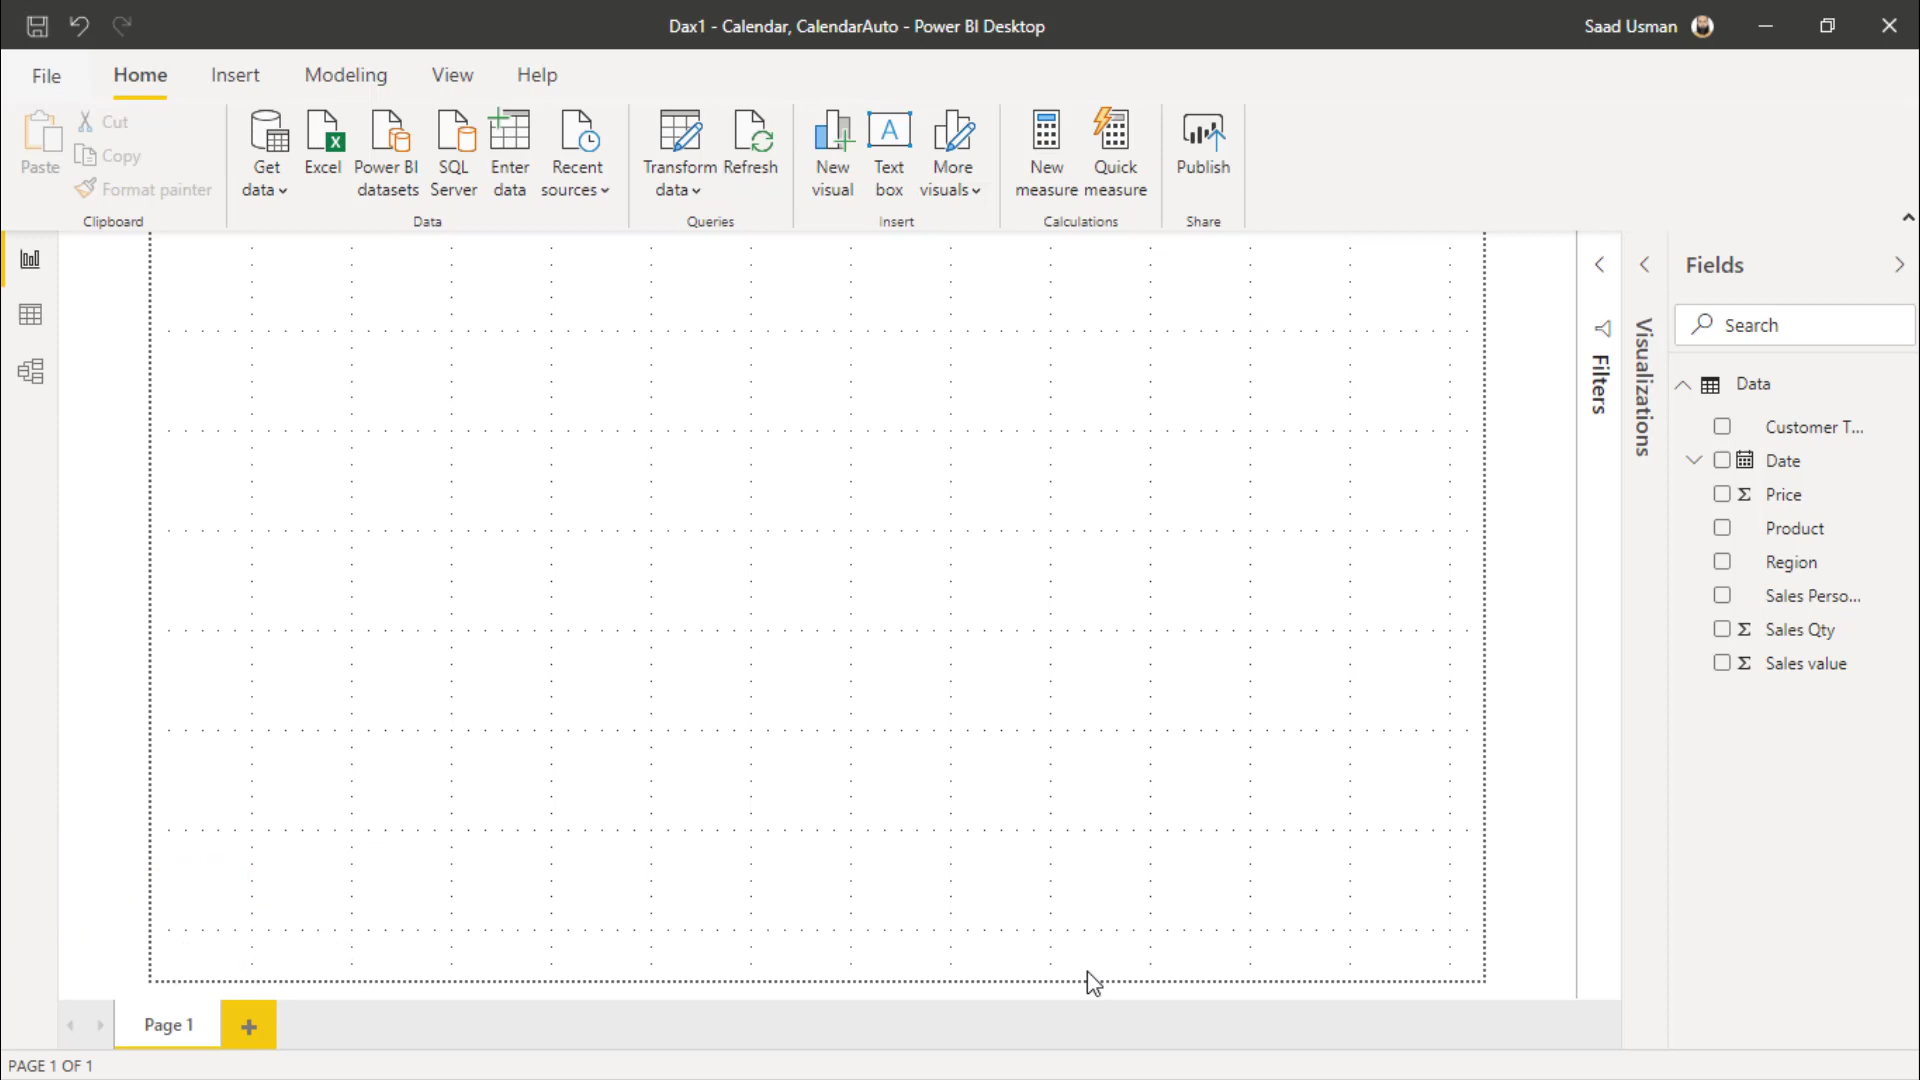 Dax1 - Calendar, CalendarAuto - Power BI Desktop
Saad Usman
File
Home
Insert
Modeling
View
Help
Paste
Cut
Copy
Format painter
Clipboard
Get data
Excel
Power BI datasets
SQL Server
Enter data
Recent sources
Data
Transform data
Refresh
Queries
New visual
Text box
More visuals
Insert
New measure
Quick measure
Calculations
Publish
Share
Filters
Visualizations
Fields
Search
Data
Customer T...
Date
Price
Product
Region
Sales Perso...
Sales Qty
Sales value
Page 1
PAGE 1 OF 1